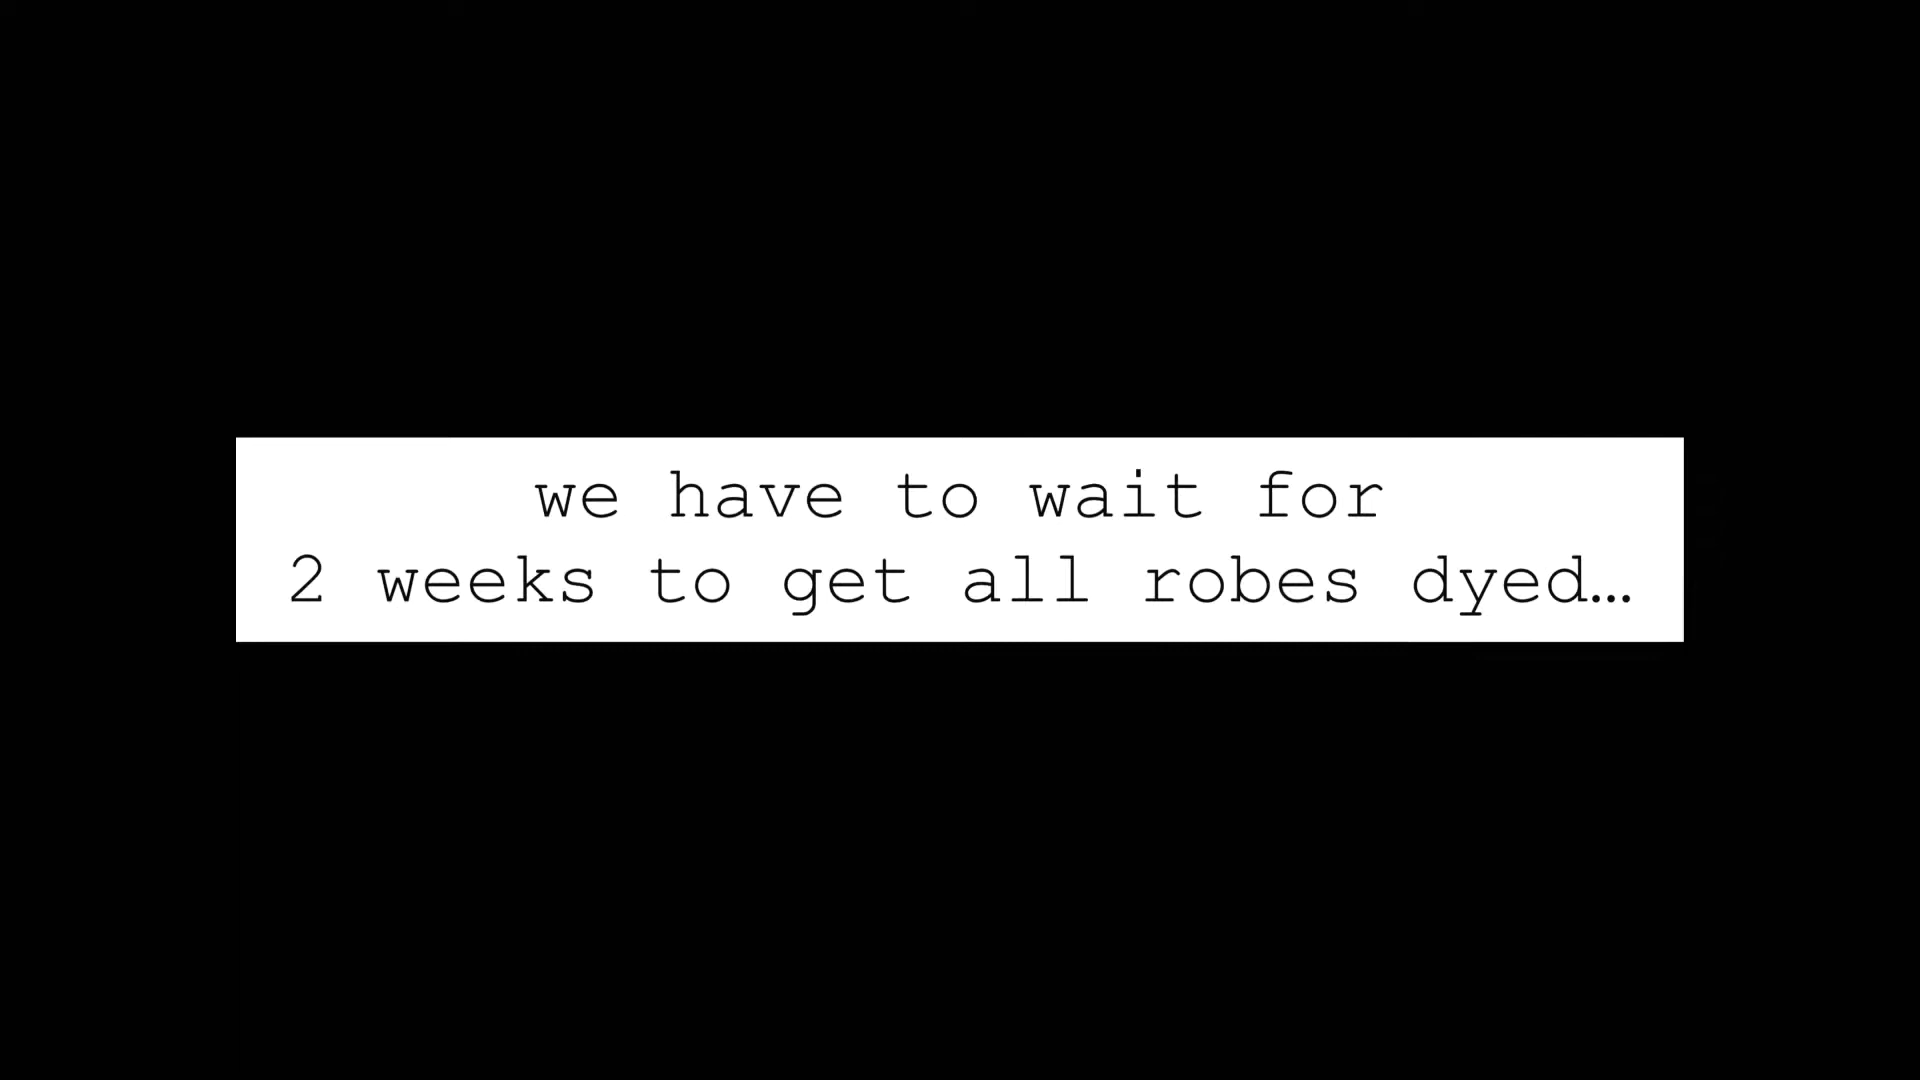 we have to wait for
2 weeks to get all robes dyed…